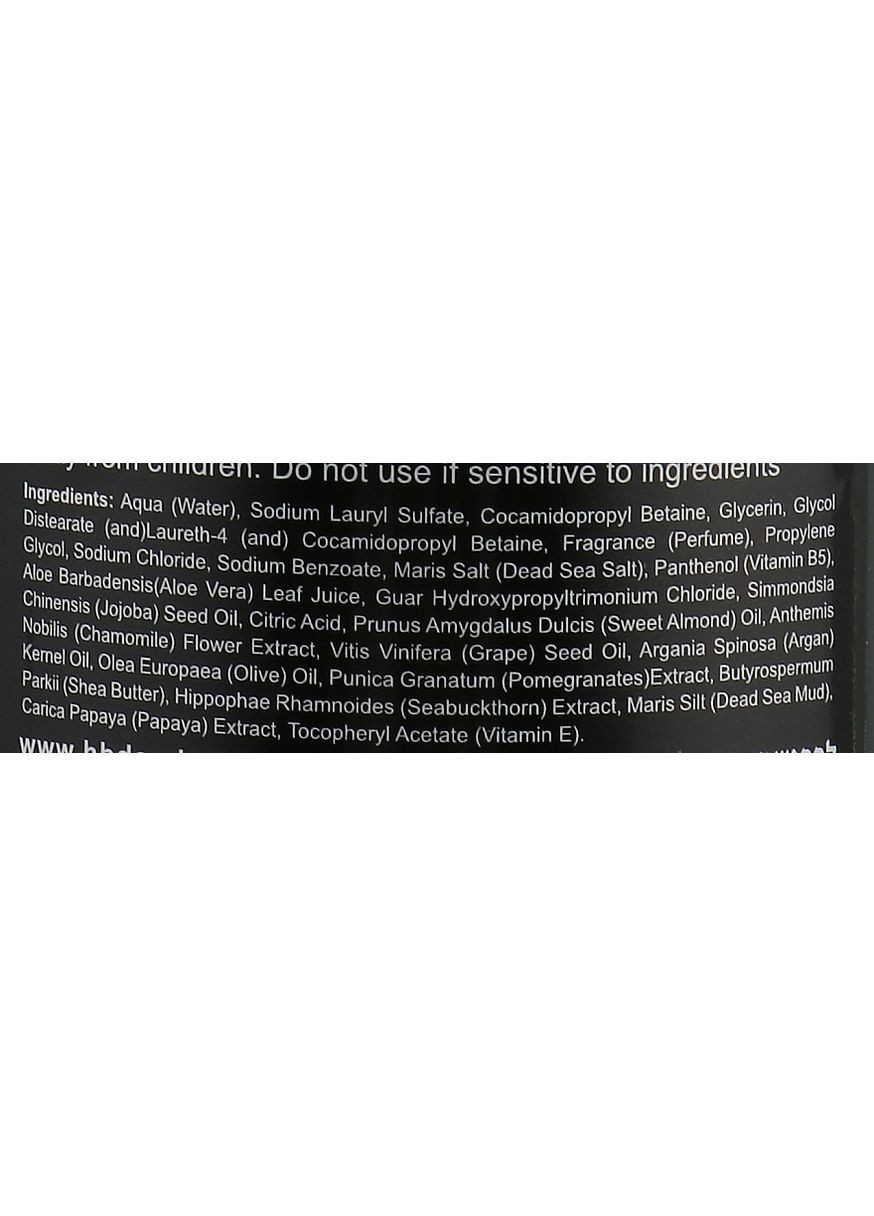 from children. Do not use if sensitive to ingredients
Ingredients: Aqua (Water), Sodium Lauryl Sulfate, Cocamidopropyl Betaine, Glycerin, Glycol
Distearate (and)Laureth-4 (and) Cocamidopropyl Betaine, Fragrance (Perfume), Propylene
Glycol, Sodium Chloride, Sodium Benzoate, Maris Salt (Dead Sea Salt), Panthenol (Vitamin B5),
Aloe Barbadensis(Aloe Vera) Leaf Juice, Guar Hydroxypropyltrimonium Chloride, Simmondsia
Chinensis (Jojoba) Seed Oil, Citric Acid, Prunus Amygdalus Dulcis (Sweet Almond) Oil, Anthemis
Nobilis (Chamomile) Flower Extract, Vitis Vinifera (Grape) Seed Oil, Argania Spinosa (Argan)
Kernel Oil, Olea Europaea (Olive) Oil, Punica Granatum (Pomegranates)Extract, Butyrospermum
Parkii (Shea Butter), Hippophae Rhamnoides (Seabuckthorn) Extract, Maris Silt (Dead Sea Mud),
Carica Papaya (Papaya) Extract, Tocopheryl Acetate (Vitamin E).